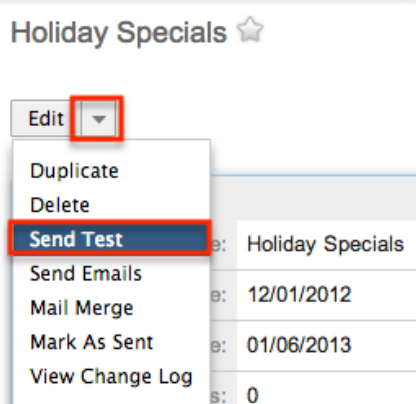 Holiday Specials
Edit
Duplicate
Delete
Send Test
e: Holiday Specials
Send Emails
e: 12/01/2012
Mail Merge
Mark As Sent
e: 01/06/2013
View Change Log
s: 0